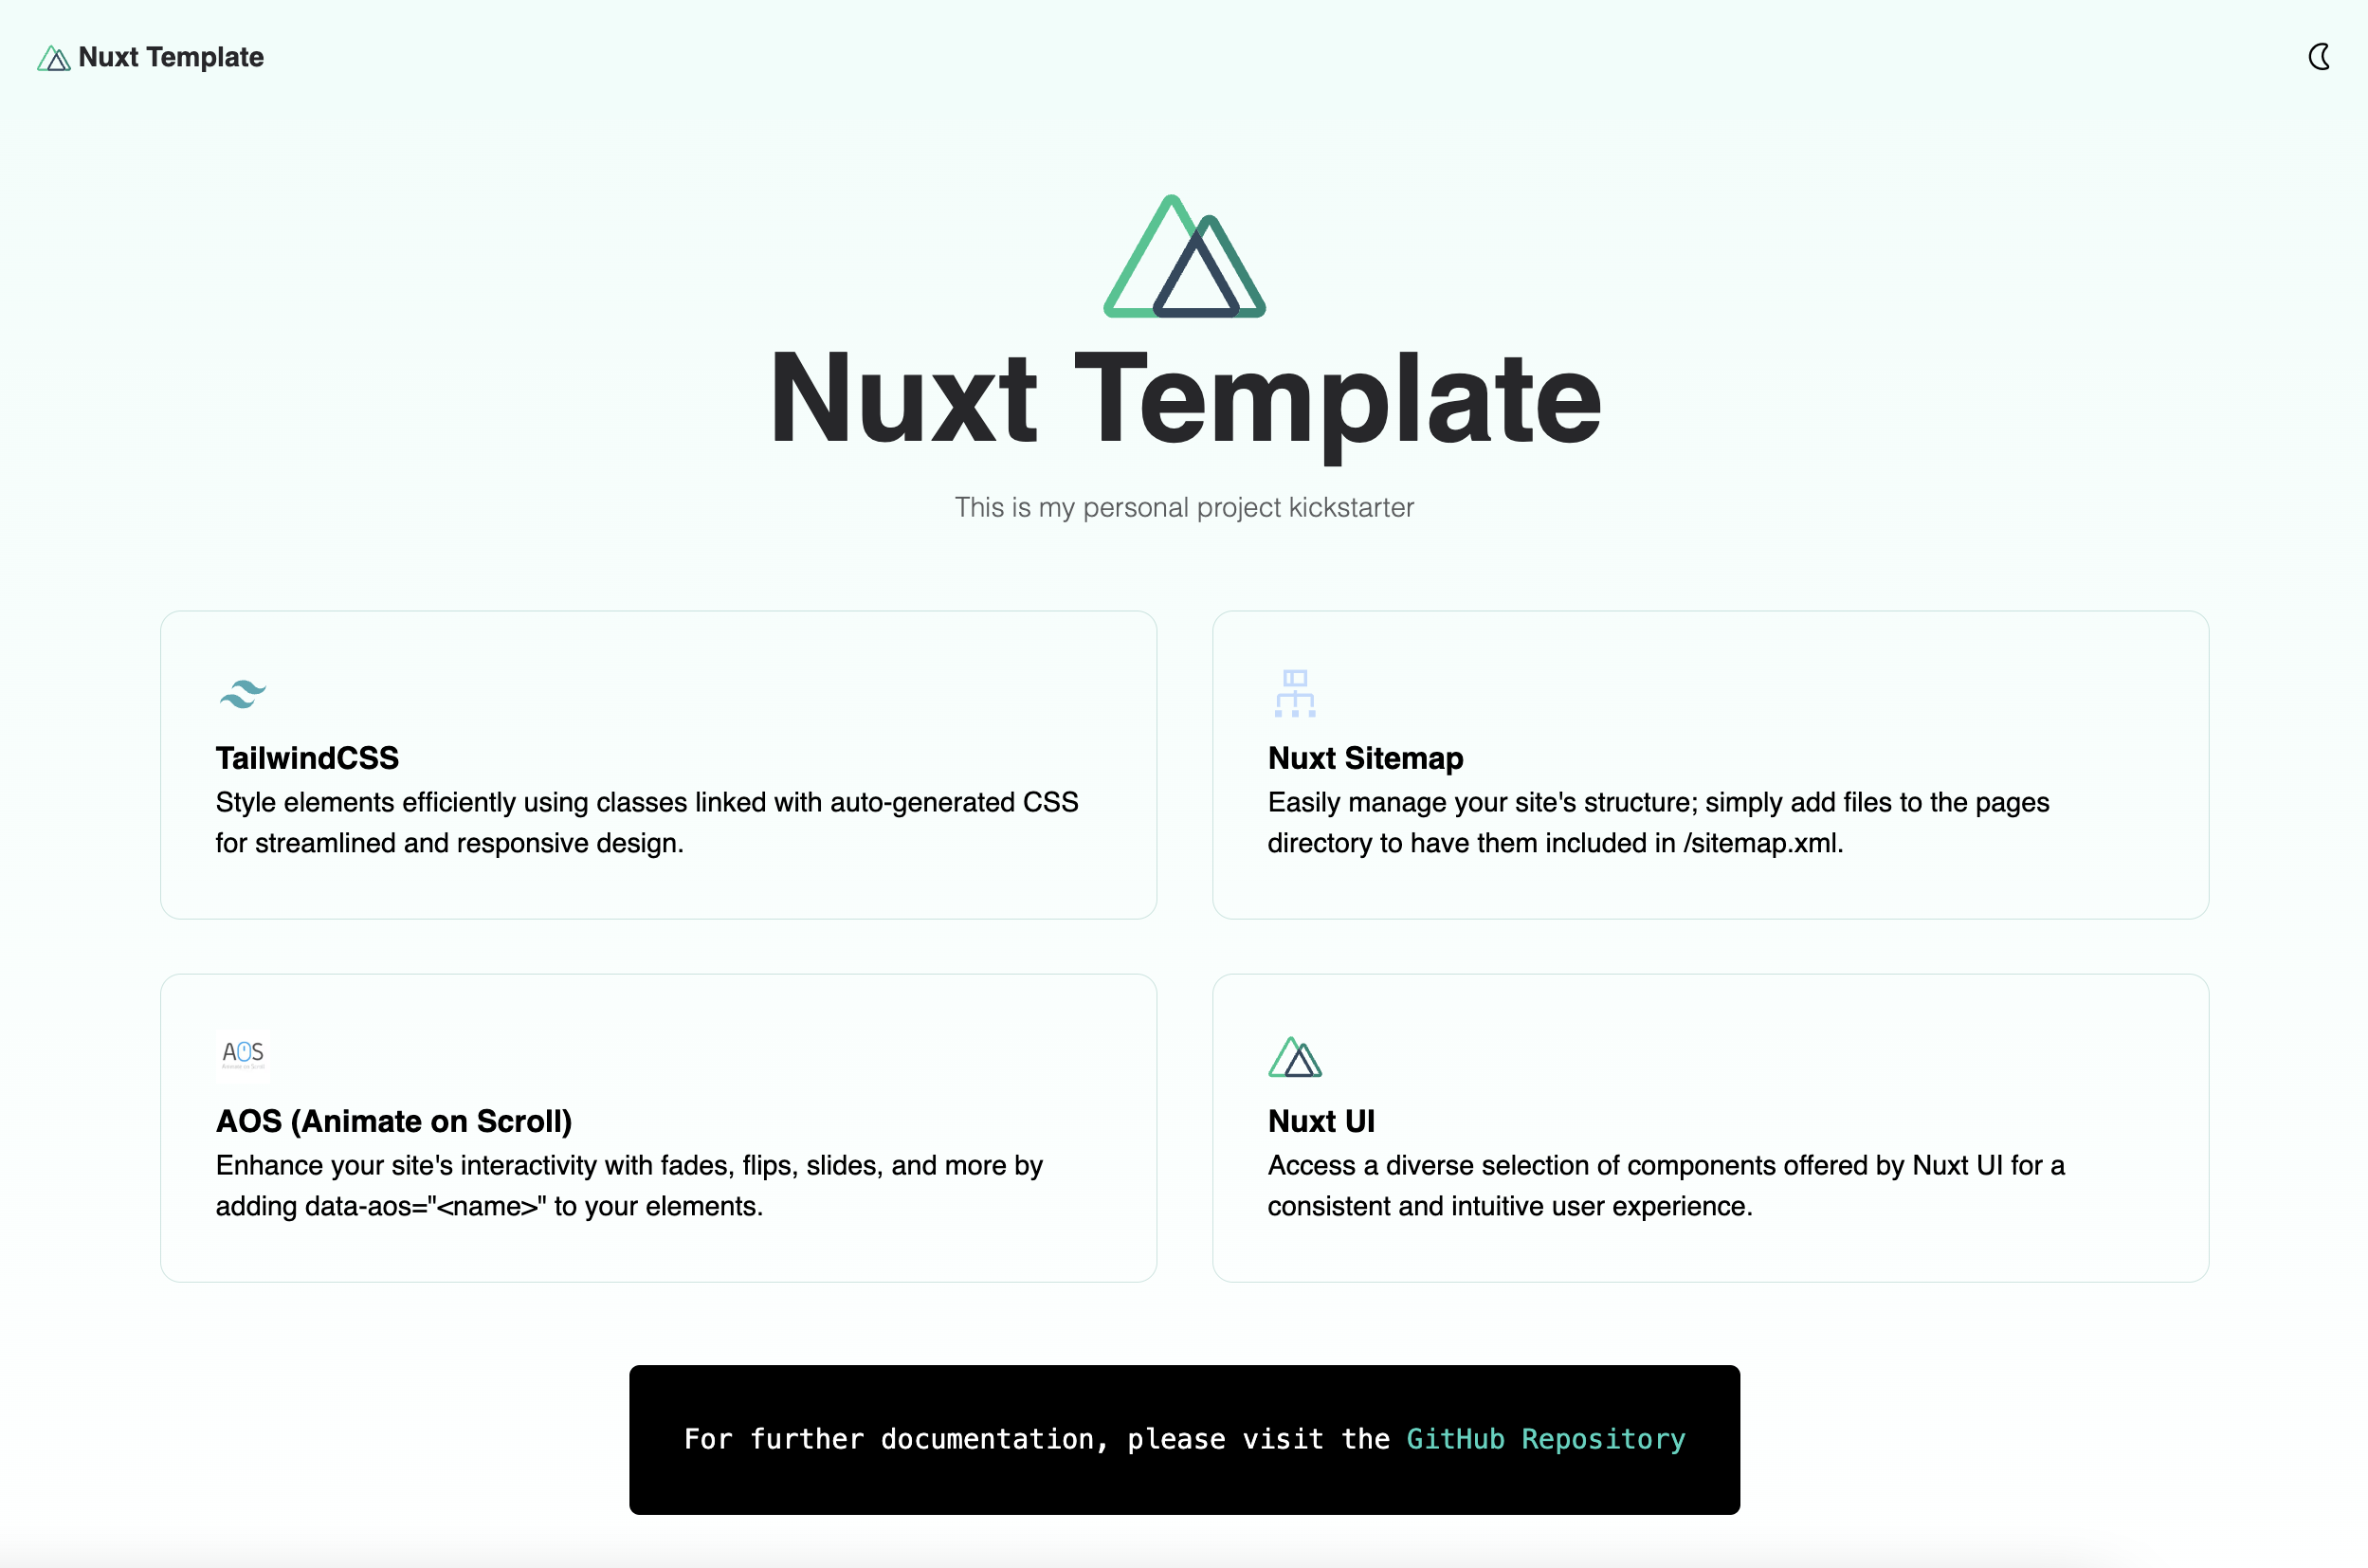 Nuxt Template
Nuxt Template
This is my personal project kickstarter
TailwindCSS
Style elements efficiently using classes linked with auto-generated CSS
for streamlined and responsive design.
Nuxt Sitemap
Easily manage your site's structure; simply add files to the pages
directory to have them included in /sitemap.xml.
AOS
Animate on Scroll
AOS (Animate on Scroll)
Enhance your site's interactivity with fades, flips, slides, and more by
adding data-aos="<name>" to your elements.
Nuxt UI
Access a diverse selection of components offered by Nuxt UI for a
consistent and intuitive user experience.
For further documentation, please visit the GitHub Repository